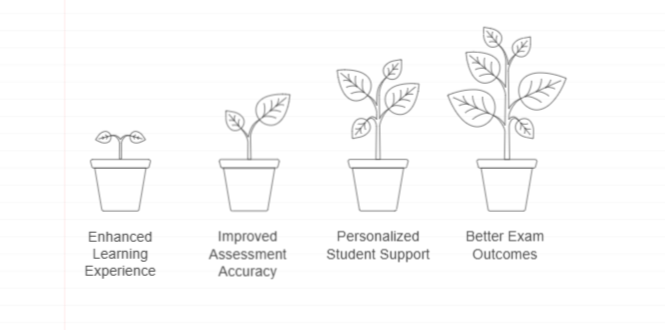 Enhanced
Learning
Experience
Improved
Assessment
Accuracy
Personalized
Student Support
Better Exam
Outcomes